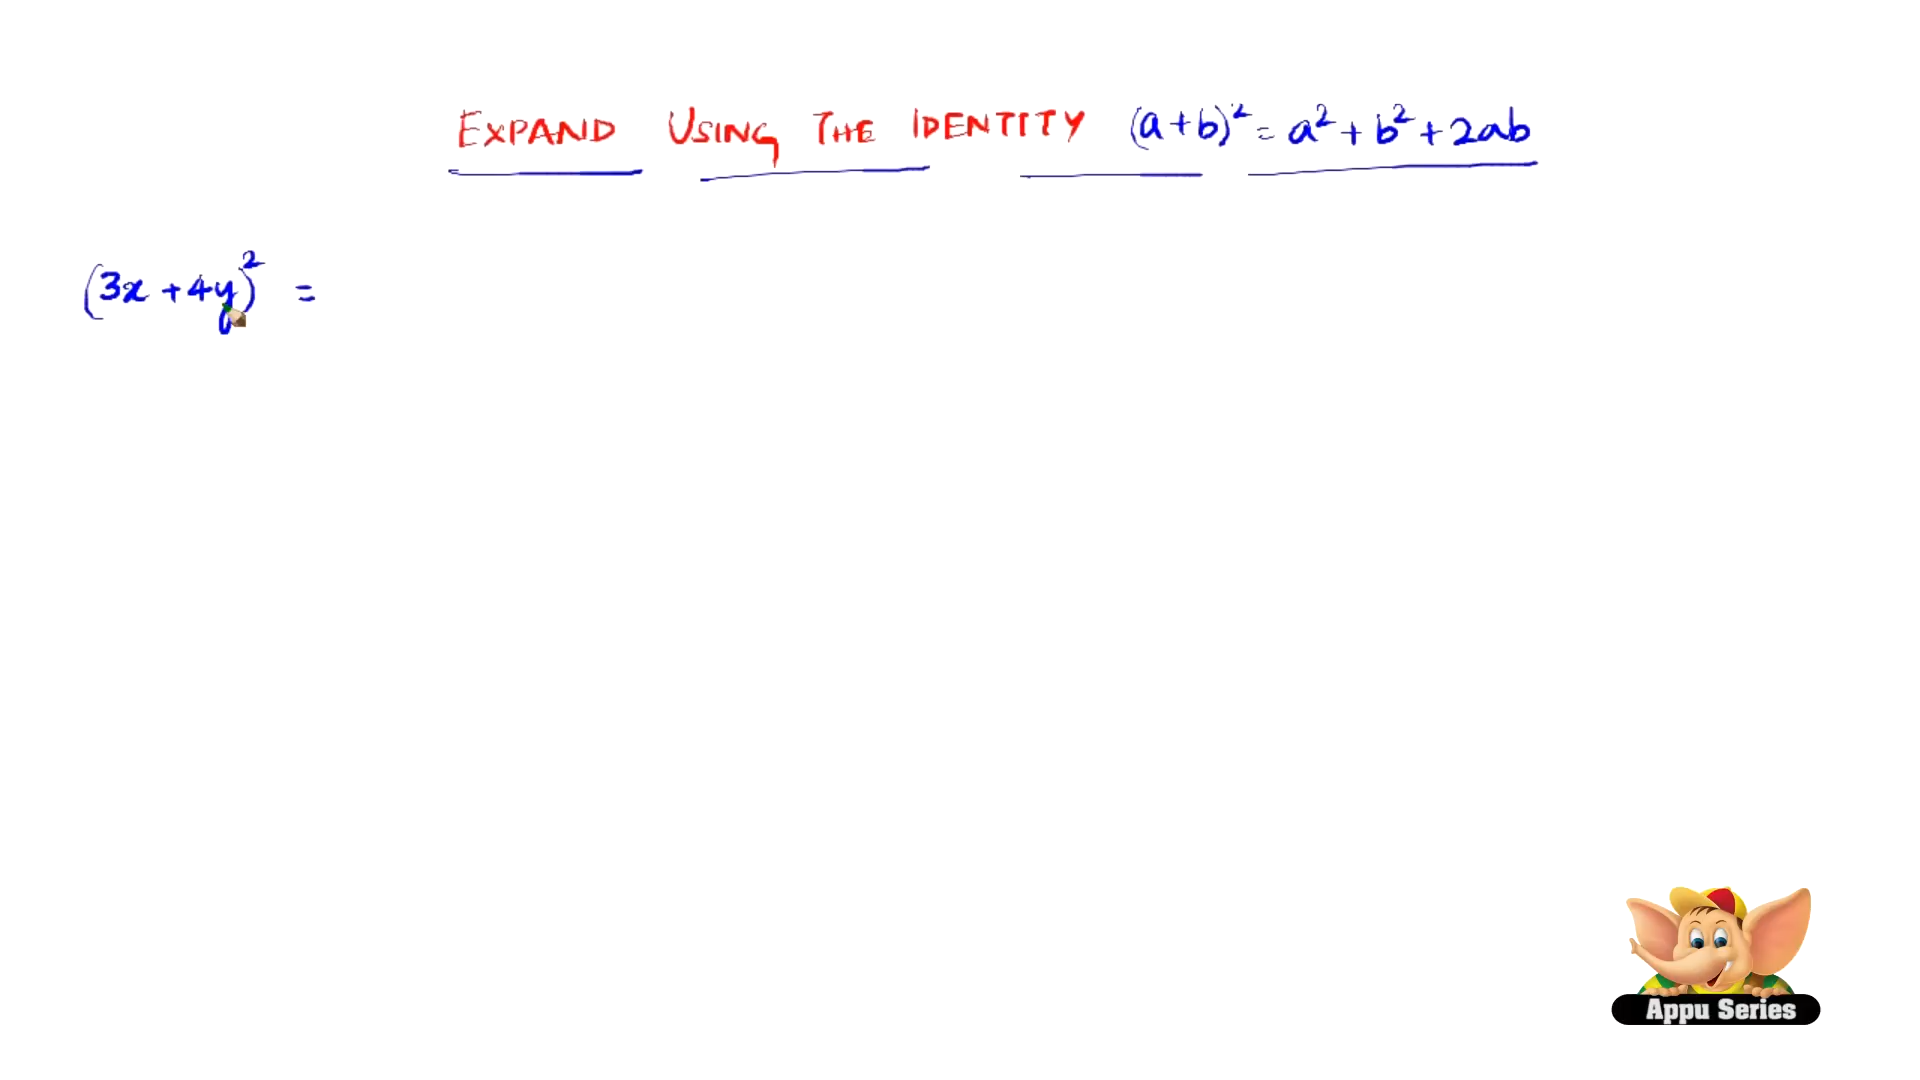 EXPAND USING THE IDENTITY (a+b)² = a² + b² + 2ab
(3x + 4y)² =
Appu Series